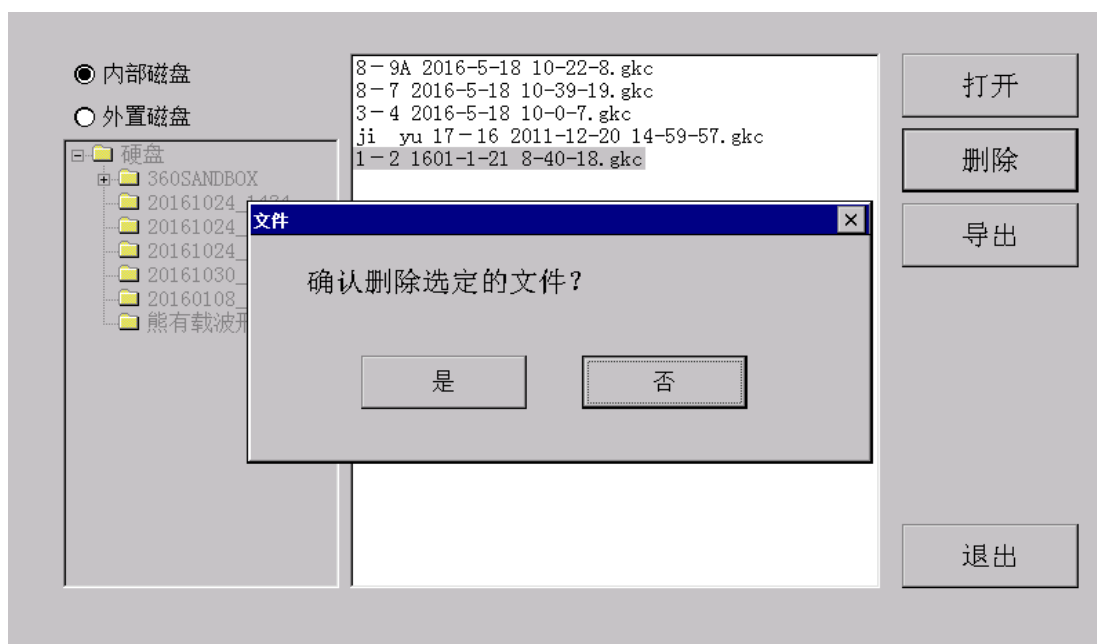 内部磁盘
外置磁盘
硬盘
360SANDBOX
20161024_1434
20161024_
20161024_
20161030_
20160108_
熊有载波形
8－9A 2016-5-18 10-22-8.gkc
8－7 2016-5-18 10-39-19.gkc
3－4 2016-5-18 10-0-7.gkc
ji yu 17－16 2011-12-20 14-59-57.gkc
1－2 1601-1-21 8-40-18.gkc
文件
确认删除选定的文件？
是
否
打开
删除
导出
退出